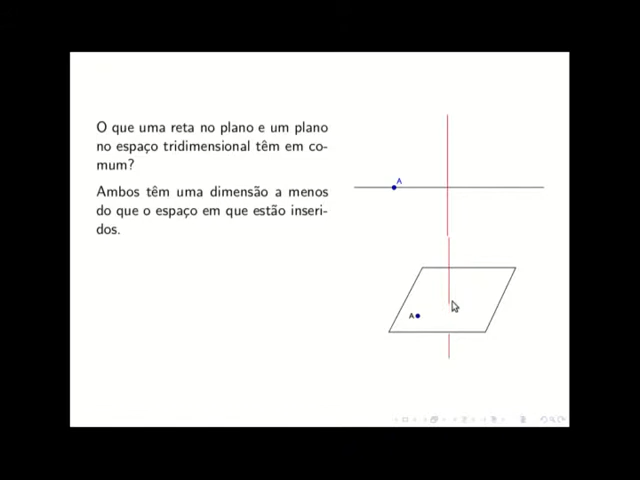 O que uma reta no plano e um plano
no espaço tridimensional têm em co-
mum?
Ambos têm uma dimensão a menos
do que o espaço em que estão inseri-
dos.
A
A